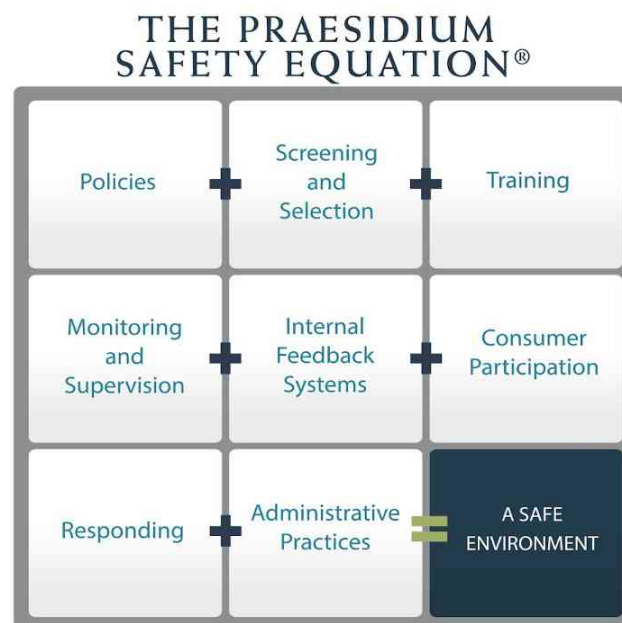 THE PRAESIDIUM
SAFETY EQUATION®
Policies
+
Screening
and
Selection
+
Training
Monitoring
and
Supervision
+
Internal
Feedback
Systems
+
Consumer
Participation
Responding
+
Administrative
Practices
=
A SAFE
ENVIRONMENT